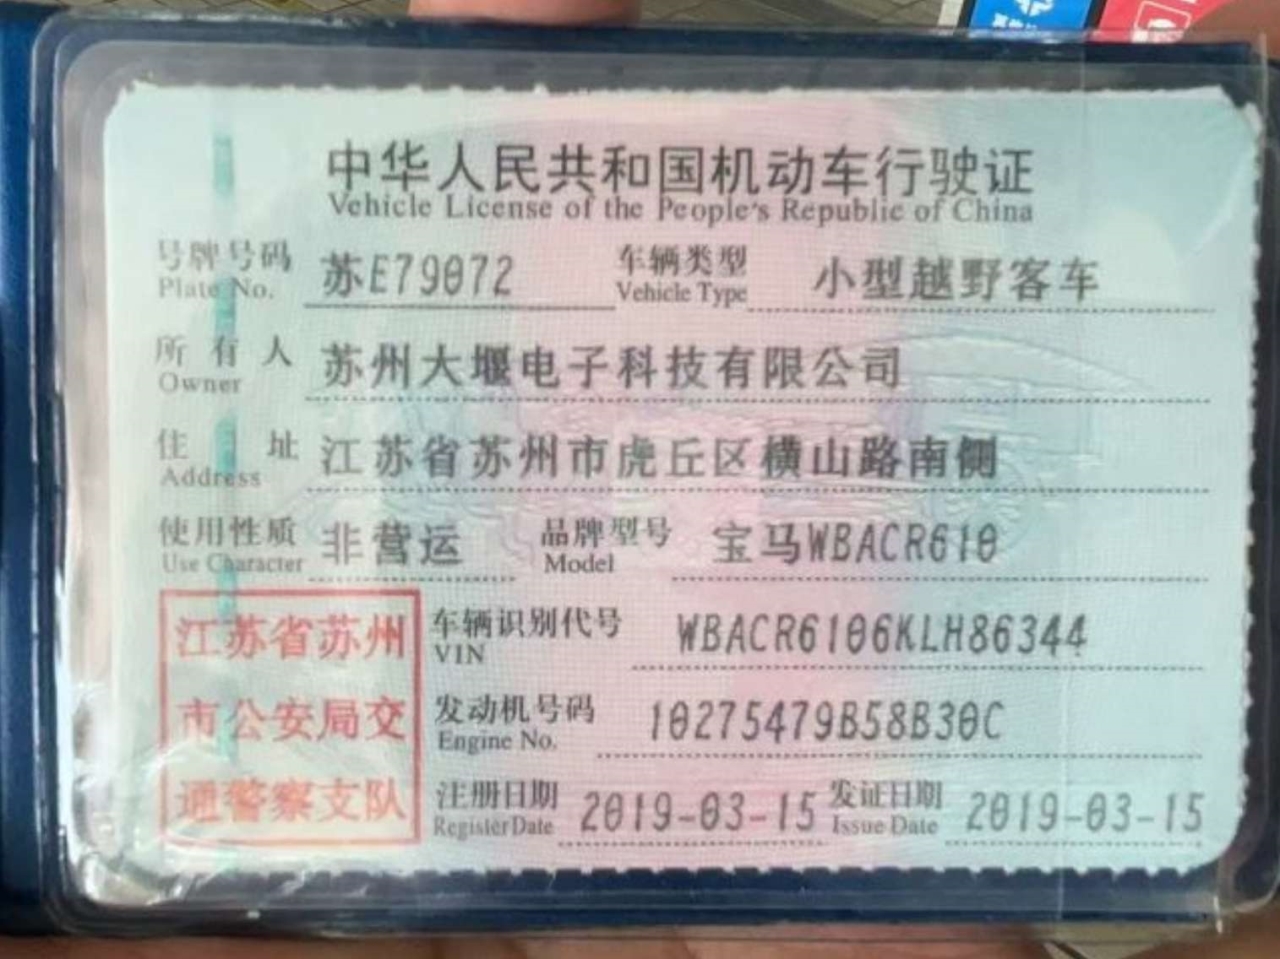 中华人民共和国机动车行驶证
Vehicle License of the People's Republic of China
号牌号码 苏E79072 车辆类型 小型越野客车
Plate No. Vehicle Type
所有人 苏州大堰电子科技有限公司
Owner
住址 江苏省苏州市虎丘区横山路南侧
Address
使用性质 非营运 品牌型号 宝马WBACR610
Use Character Model
江苏省苏州
市公安局交
通警察支队
车辆识别代号 WBACR6106KLH86344
VIN
发动机号码 10275479B58B30C
Engine No.
注册日期 2019-03-15 发证日期 2019-03-15
Register Date Issue Date